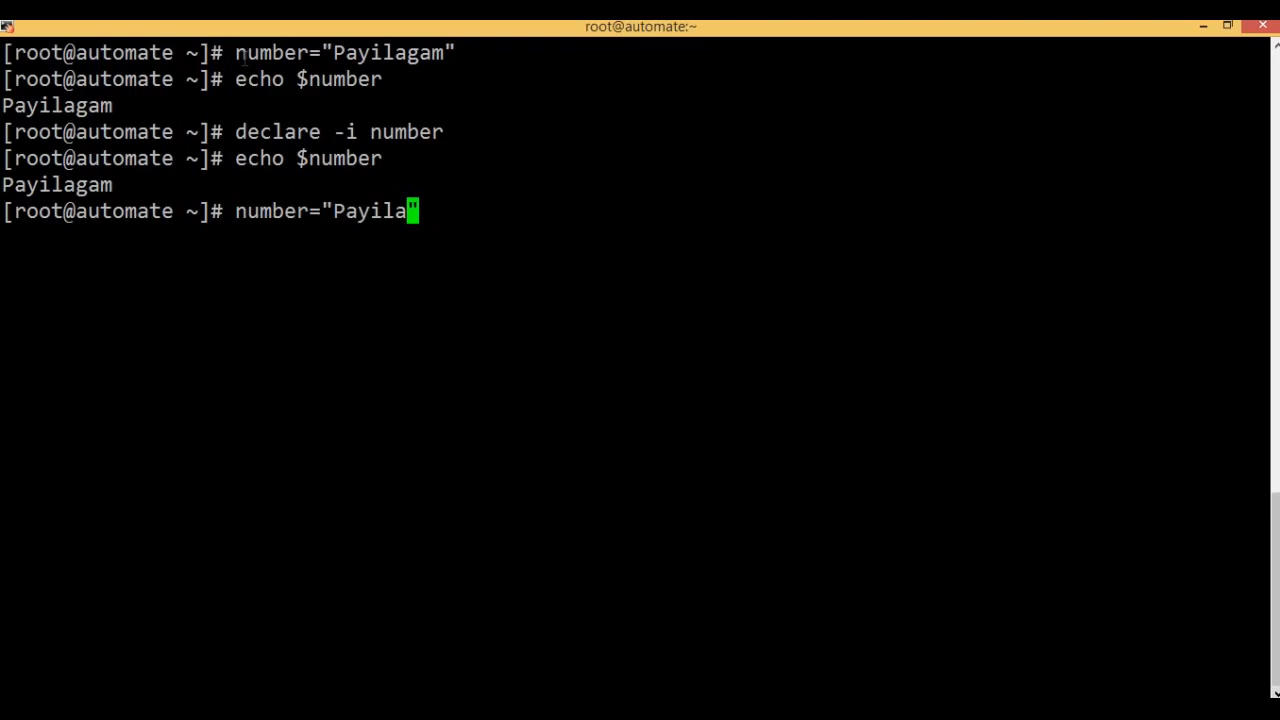 root@automate:~
[root@automate ~]# number="Payilagam"
[root@automate ~]# echo $number
Payilagam
[root@automate ~]# declare -i number
[root@automate ~]# echo $number
Payilagam
[root@automate ~]# number="Payila"